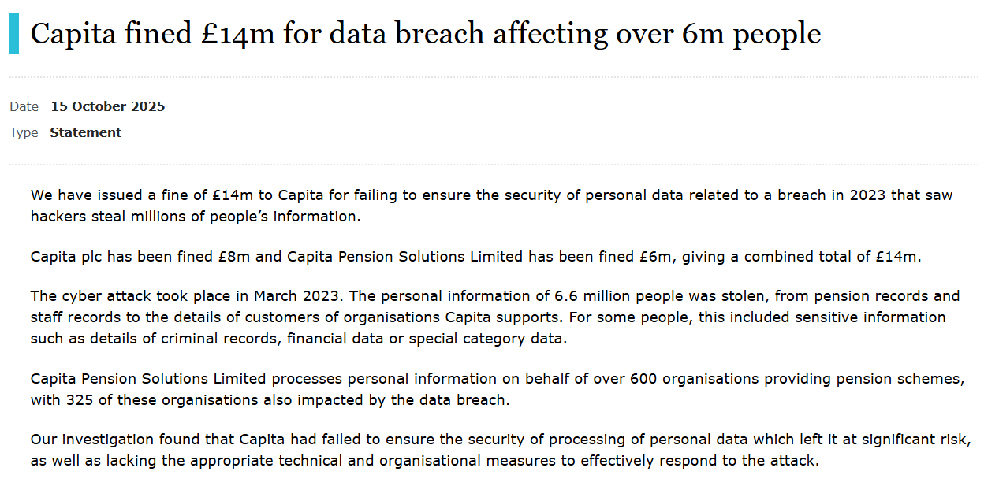 Capita fined £14m for data breach affecting over 6m people
Date 15 October 2025
Type Statement
We have issued a fine of £14m to Capita for failing to ensure the security of personal data related to a breach in 2023 that saw
hackers steal millions of people’s information.
Capita plc has been fined £8m and Capita Pension Solutions Limited has been fined £6m, giving a combined total of £14m.
The cyber attack took place in March 2023. The personal information of 6.6 million people was stolen, from pension records and
staff records to the details of customers of organisations Capita supports. For some people, this included sensitive information
such as details of criminal records, financial data or special category data.
Capita Pension Solutions Limited processes personal information on behalf of over 600 organisations providing pension schemes,
with 325 of these organisations also impacted by the data breach.
Our investigation found that Capita had failed to ensure the security of processing of personal data which left it at significant risk,
as well as lacking the appropriate technical and organisational measures to effectively respond to the attack.